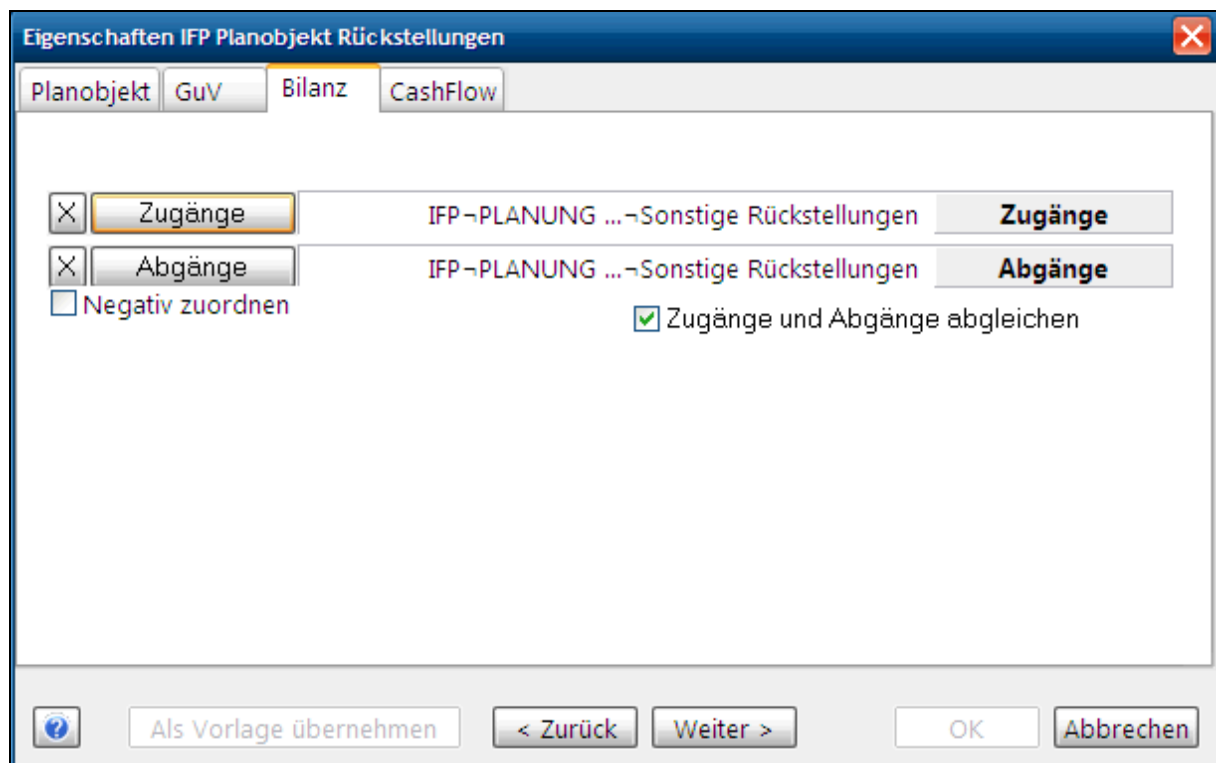 Eigenschaften IFP Planobjekt Rückstellungen
Planobjekt GuV Bilanz CashFlow
X Zugänge IFP¬PLANUNG ...¬Sonstige Rückstellungen Zugänge
X Abgänge IFP¬PLANUNG ...¬Sonstige Rückstellungen Abgänge
Negativ zuordnen
Zugänge und Abgänge abgleichen
? Als Vorlage übernehmen < Zurück Weiter > OK Abbrechen